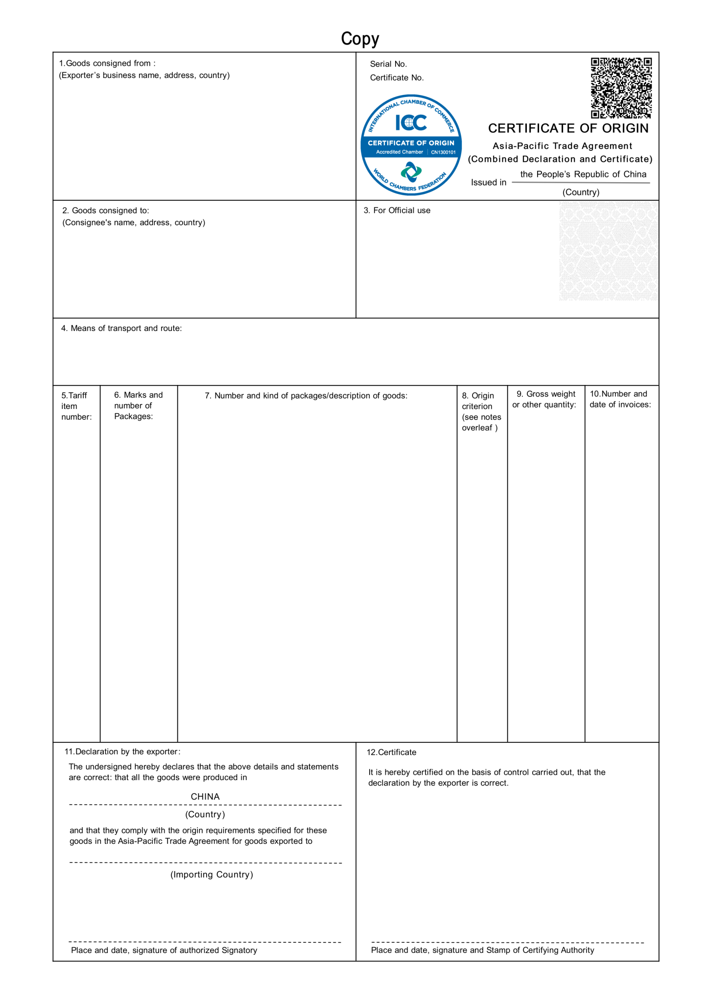 Copy
1.Goods consigned from :
(Exporter’s business name, address, country)
Serial No.
Certificate No.
INTERNATIONAL CHAMBER OF COMMERCE
ICC
CERTIFICATE OF ORIGIN
Accredited Chamber | CN1300101
WORLD CHAMBERS FEDERATION
CERTIFICATE OF ORIGIN
Asia-Pacific Trade Agreement
(Combined Declaration and Certificate)
the People’s Republic of China
Issued in
(Country)
2. Goods consigned to:
(Consignee's name, address, country)
3. For Official use
4. Means of transport and route:
5.Tariff
item
number:
6. Marks and
number of
Packages:
7. Number and kind of packages/description of goods:
8. Origin
criterion
(see notes
overleaf )
9. Gross weight
or other quantity:
10.Number and
date of invoices:
11.Declaration by the exporter:
The undersigned hereby declares that the above details and statements
are correct: that all the goods were produced in
CHINA
(Country)
and that they comply with the origin requirements specified for these
goods in the Asia-Pacific Trade Agreement for goods exported to
(Importing Country)
Place and date, signature of authorized Signatory
12.Certificate
It is hereby certified on the basis of control carried out, that the
declaration by the exporter is correct.
Place and date, signature and Stamp of Certifying Authority